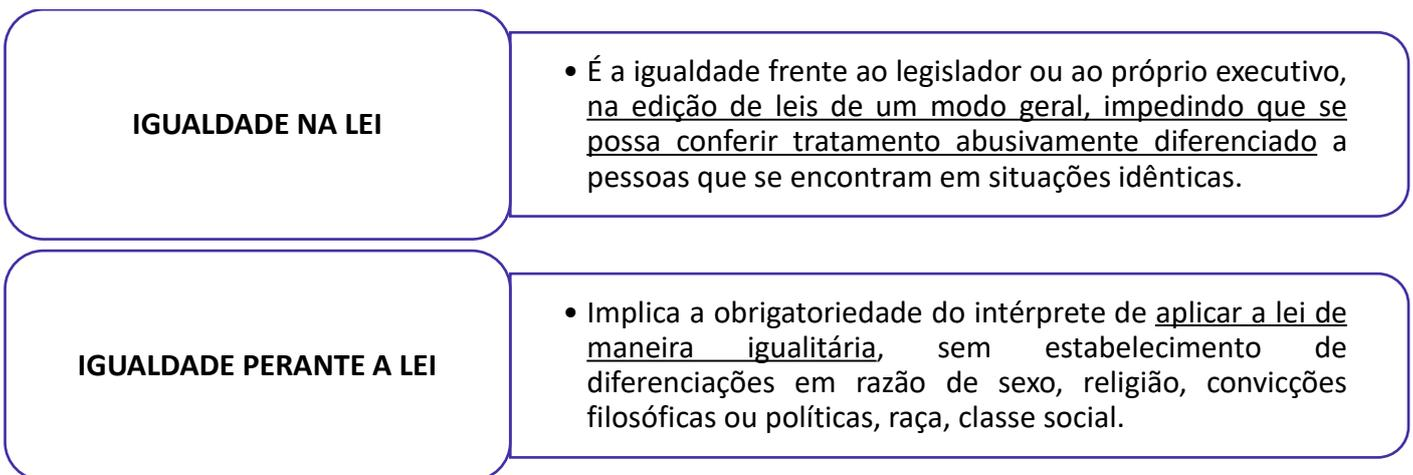 IGUALDADE NA LEI
• É a igualdade frente ao legislador ou ao próprio executivo,
na edição de leis de um modo geral, impedindo que se
possa conferir tratamento abusivamente diferenciado a
pessoas que se encontram em situações idênticas.
IGUALDADE PERANTE A LEI
• Implica a obrigatoriedade do intérprete de aplicar a lei de
maneira igualitária, sem estabelecimento de
diferenciações em razão de sexo, religião, convicções
filosóficas ou políticas, raça, classe social.